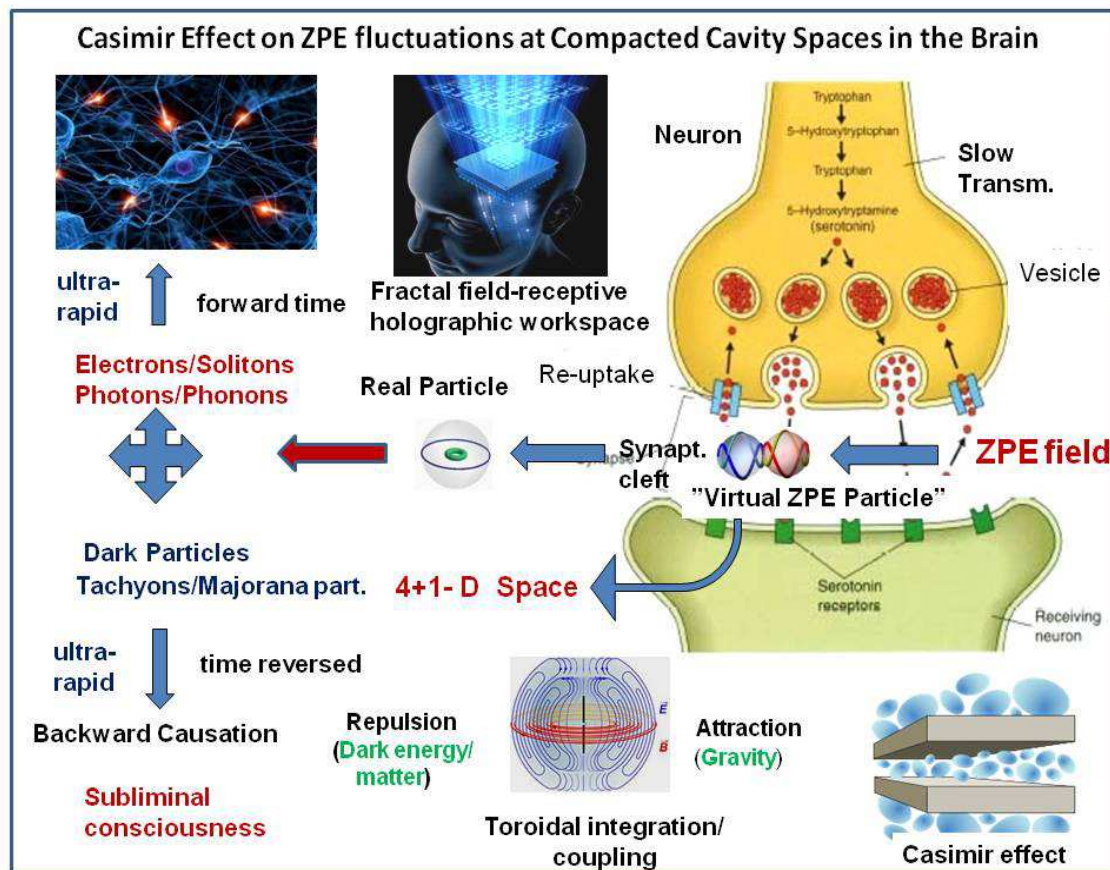 Casimir Effect on ZPE fluctuations at Compacted Cavity Spaces in the Brain
Neuron
Tryptophan
5-Hydroxytryptophan
Tryptophan
5-Hydroxytryptamine
(serotonin)
Slow
Transm.
Vesicle
ultra-
rapid
forward time
Fractal field-receptive
holographic workspace
Electrons/Solitons
Photons/Phonons
Real Particle
Re-uptake
Synapt.
cleft
Synapse
ZPE field
"Virtual ZPE Particle"
Dark Particles
Tachyons/Majorana part.
4+1- D Space
Serotonin
receptors
Receiving
neuron
ultra-
rapid
time reversed
Backward Causation
Subliminal
consciousness
Repulsion
(Dark energy/
matter)
E
B
Attraction
(Gravity)
Toroidal integration/
coupling
Casimir effect